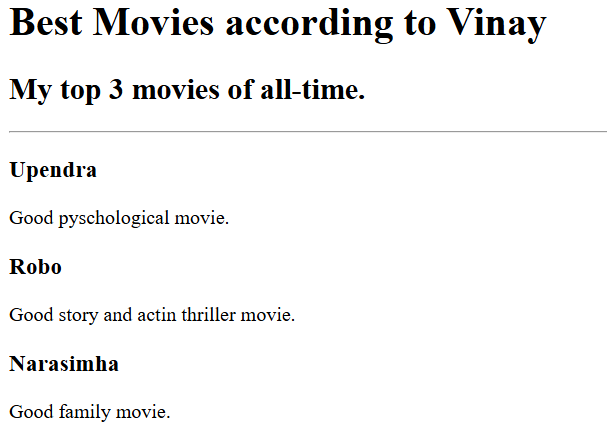 Best Movies according to Vinay
My top 3 movies of all-time.
Upendra
Good pyschological movie.
Robo
Good story and actin thriller movie.
Narasimha
Good family movie.